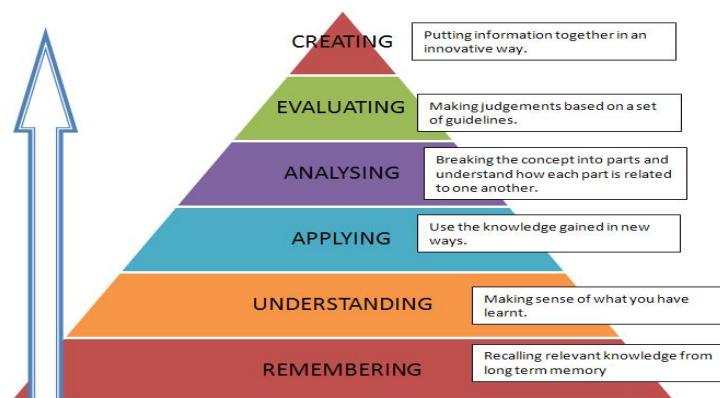 CREATING
Putting information together in an
innovative way.
EVALUATING
Making judgements based on a set
of guidelines.
ANALYSING
Breaking the concept into parts and
understand how each part is related
to one another.
APPLYING
Use the knowledge gained in new
ways.
UNDERSTANDING
Making sense of what you have
learnt.
REMEMBERING
Recalling relevant knowledge from
long term memory